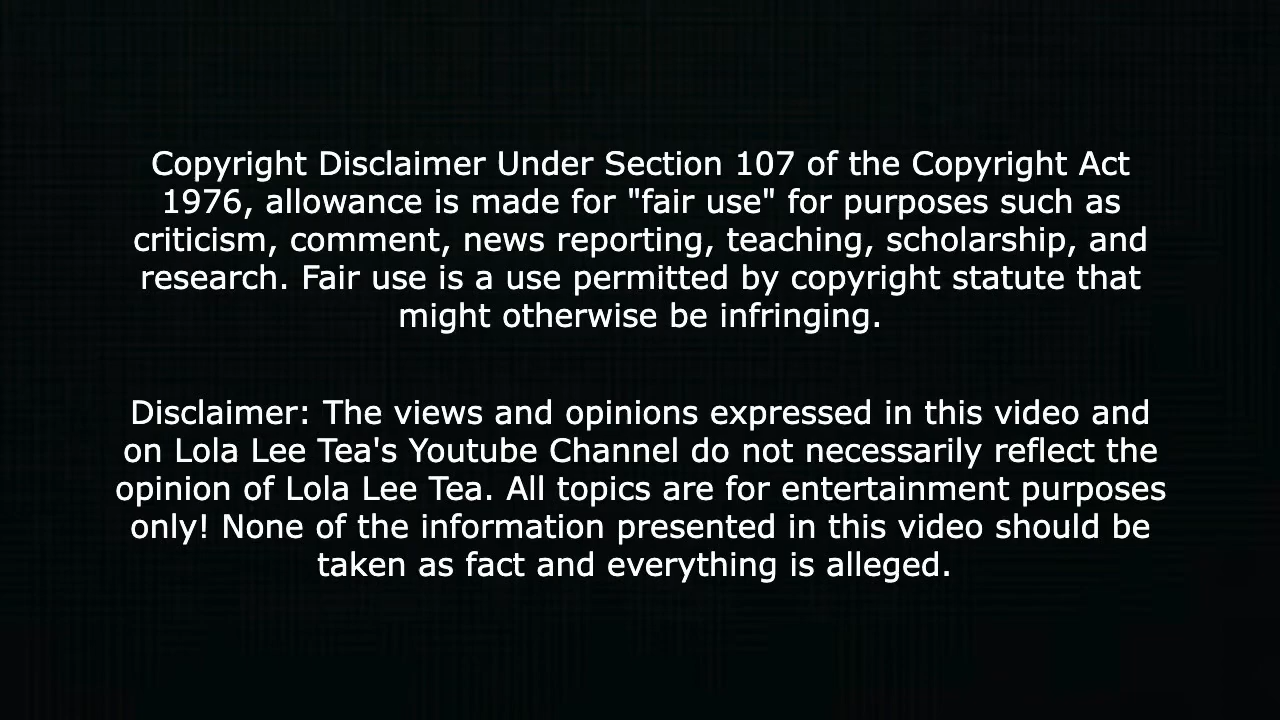 Copyright Disclaimer Under Section 107 of the Copyright Act
1976, allowance is made for "fair use" for purposes such as
criticism, comment, news reporting, teaching, scholarship, and
research. Fair use is a use permitted by copyright statute that
might otherwise be infringing.
Disclaimer: The views and opinions expressed in this video and
on Lola Lee Tea's Youtube Channel do not necessarily reflect the
opinion of Lola Lee Tea. All topics are for entertainment purposes
only! None of the information presented in this video should be
taken as fact and everything is alleged.